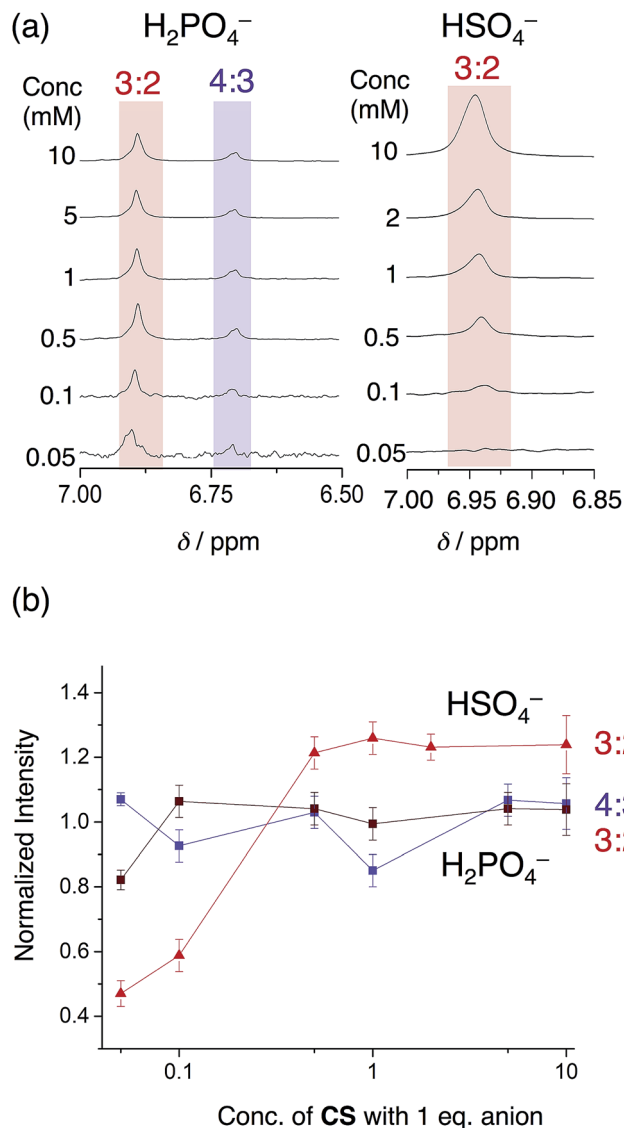 (a)
H₂PO₄⁻
HSO₄⁻
Conc
(mM)
3:2
4:3
3:2
10
5
1
0.5
0.1
0.05
10
2
1
0.5
0.1
0.05
7.00 6.75 6.50
7.00 6.95 6.90 6.85
δ / ppm
δ / ppm
(b)
Normalized Intensity
1.4
1.2
1.0
0.8
0.6
0.4
HSO₄⁻
H₂PO₄⁻
3:
4:
3:
0.1 1 10
Conc. of CS with 1 eq. anion